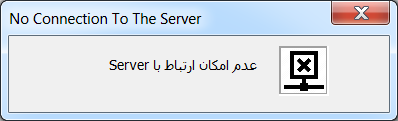 No Connection To The Server
عدم امکان ارتباط با Server